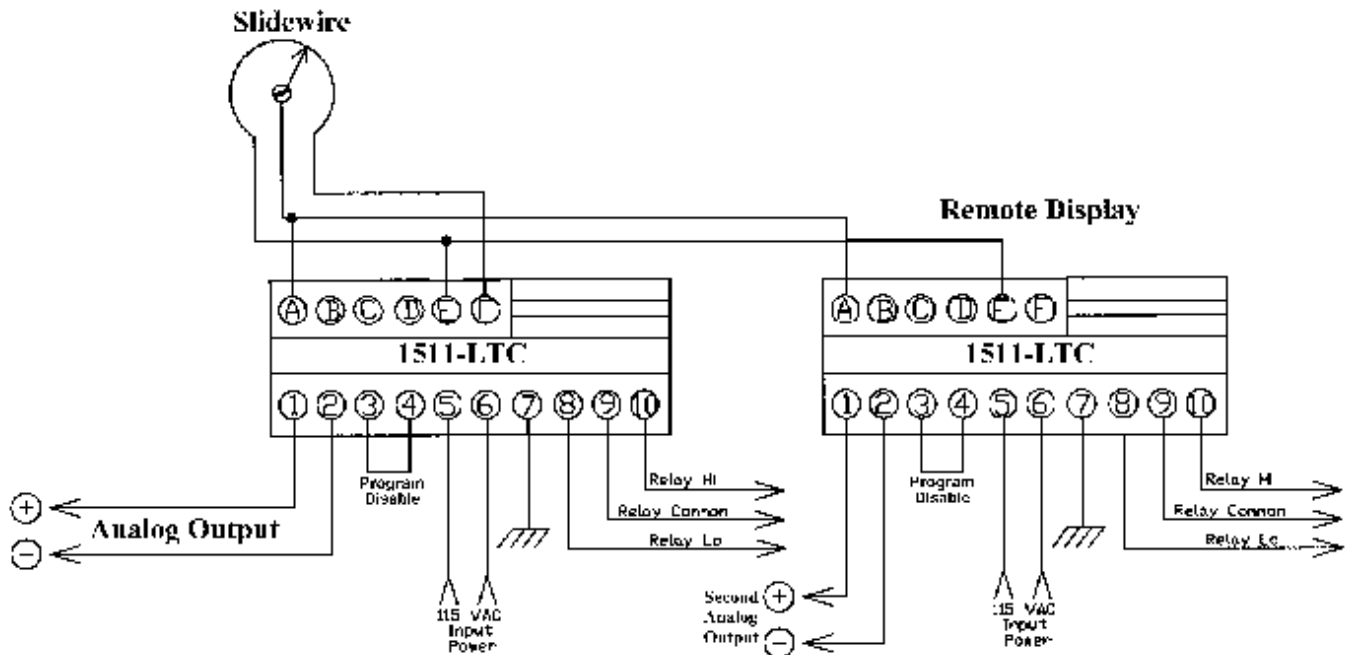 Slidewire
Remote Display
A B C D E F
A B C D E F
1511-LTC
1511-LTC
1 2 3 4 5 6 7 8 9 10
1 2 3 4 5 6 7 8 9 10
Program
Disable
Relay Hi
Relay Common
Relay Lo
+
Analog Output
−
115 VAC
Input
Power
Program
Disable
Relay Hi
Relay Common
Relay Lo
Second
Analog
Output
+
−
115 VAC
Input
Power